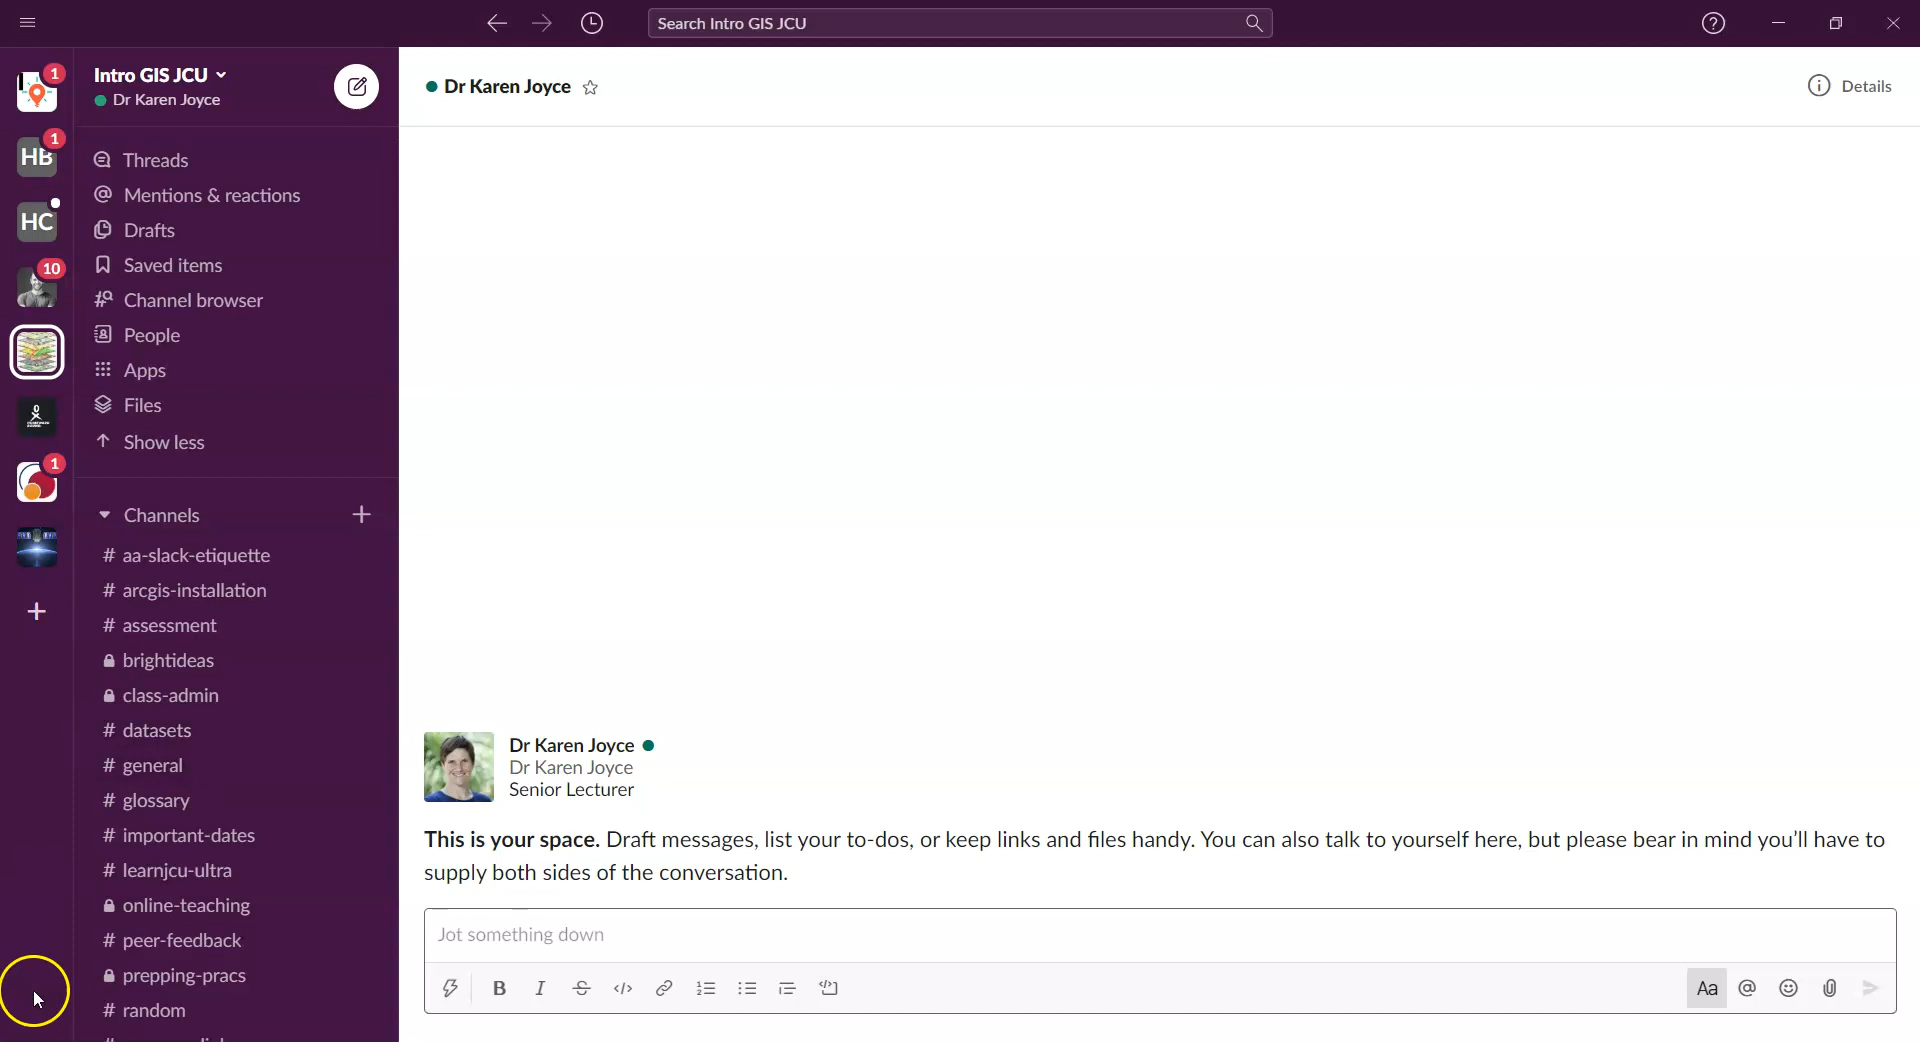 Search Intro GIS JCU
1
HB
1
HC
10
1
Intro GIS JCU
Dr Karen Joyce
Threads
Mentions & reactions
Drafts
Saved items
Channel browser
People
Apps
Files
Show less
Channels
# aa-slack-etiquette
# arcgis-installation
# assessment
brightideas
class-admin
# datasets
# general
# glossary
# important-dates
# learnjcu-ultra
online-teaching
# peer-feedback
prepping-pracs
# random
Dr Karen Joyce
Details
Dr Karen Joyce
Dr Karen Joyce
Senior Lecturer
This is your space. Draft messages, list your to-dos, or keep links and files handy. You can also talk to yourself here, but please bear in mind you'll have to
supply both sides of the conversation.
Jot something down
B I S </> Aa @